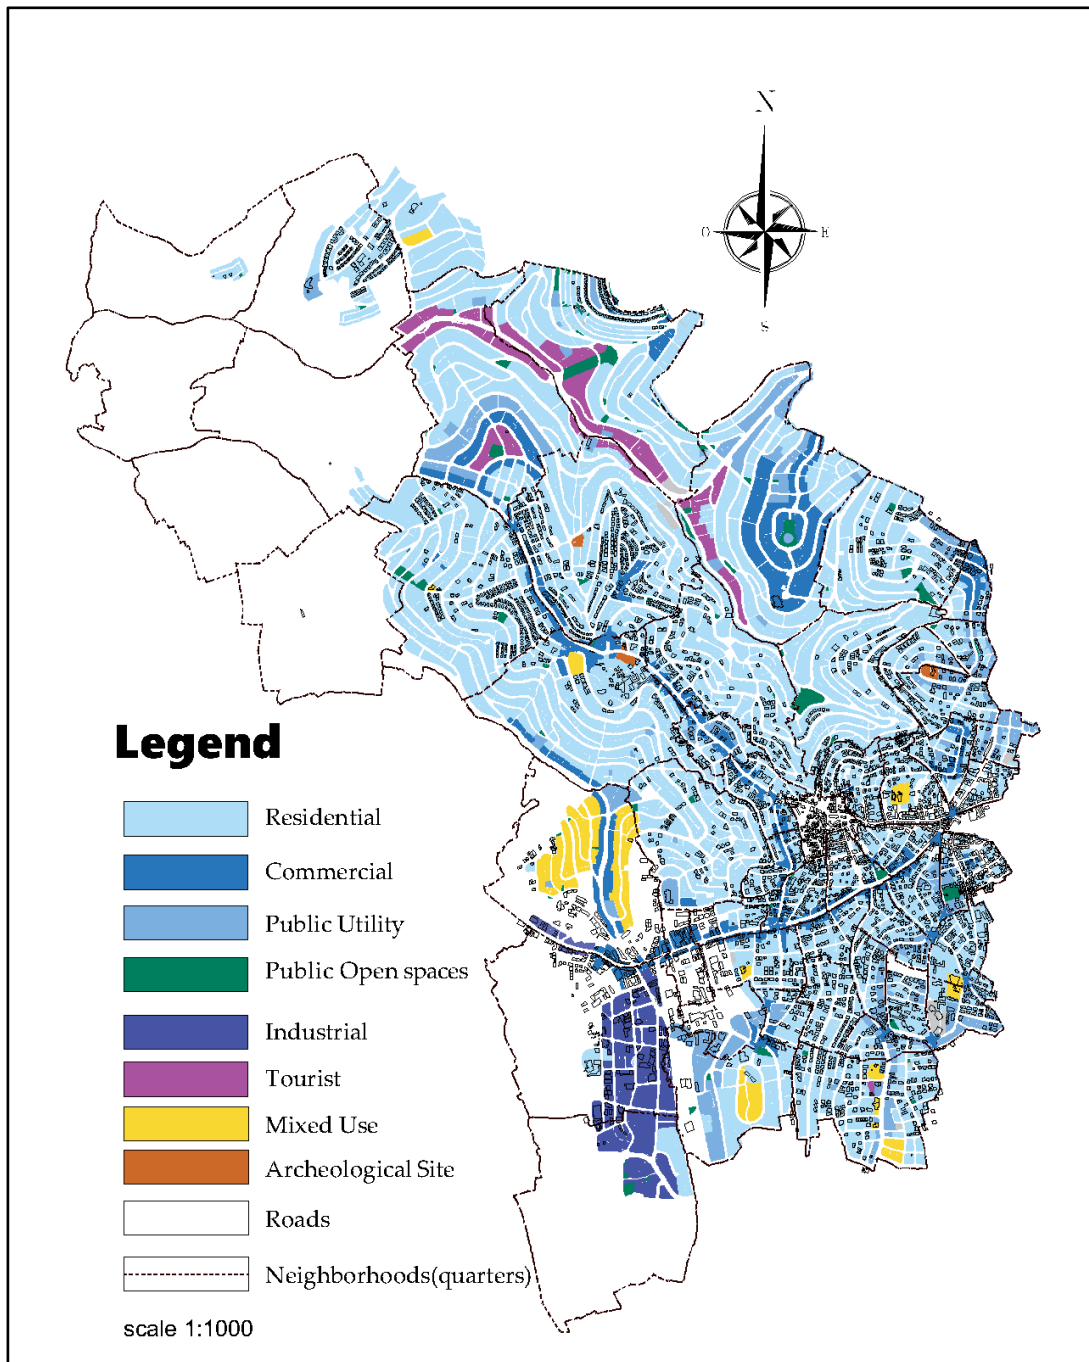 N
O
E
S
Legend
Residential
Commercial
Public Utility
Public Open spaces
Industrial
Tourist
Mixed Use
Archeological Site
Roads
Neighborhoods(quarters)
scale 1:1000